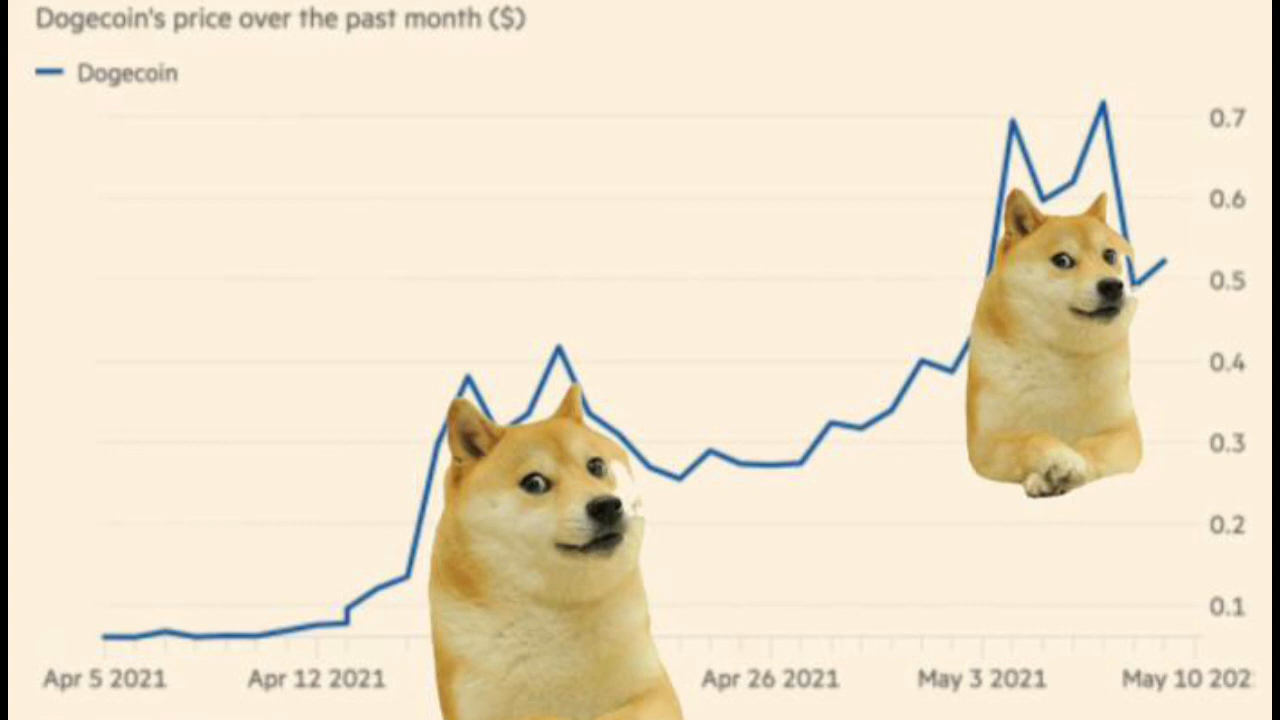 Dogecoin's price over the past month ($)
Dogecoin
0.7
0.6
0.5
0.4
0.3
0.2
0.1
Apr 5 2021 Apr 12 2021 Apr 26 2021 May 3 2021 May 10 202